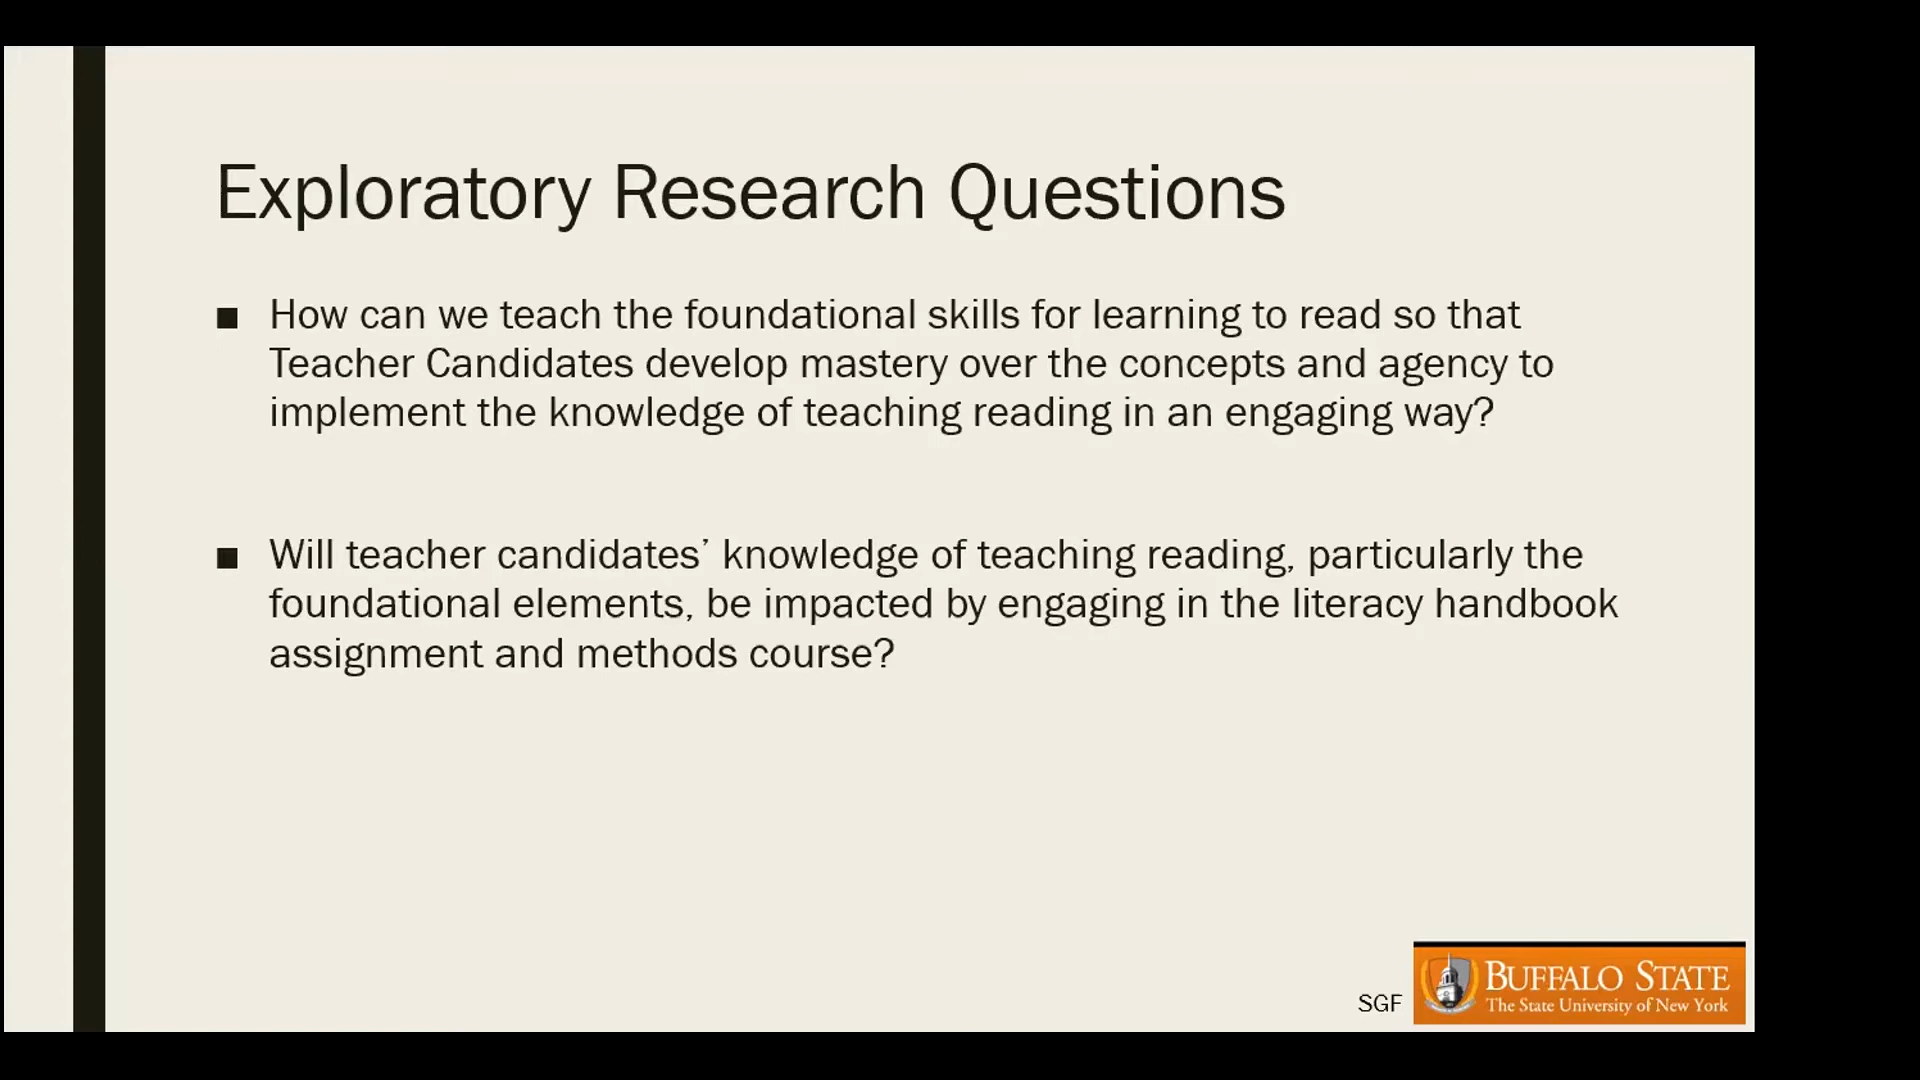 Exploratory Research Questions
■ How can we teach the foundational skills for learning to read so that
Teacher Candidates develop mastery over the concepts and agency to
implement the knowledge of teaching reading in an engaging way?
■ Will teacher candidates’ knowledge of teaching reading, particularly the
foundational elements, be impacted by engaging in the literacy handbook
assignment and methods course?
SGF
BUFFALO STATE
The State University of New York